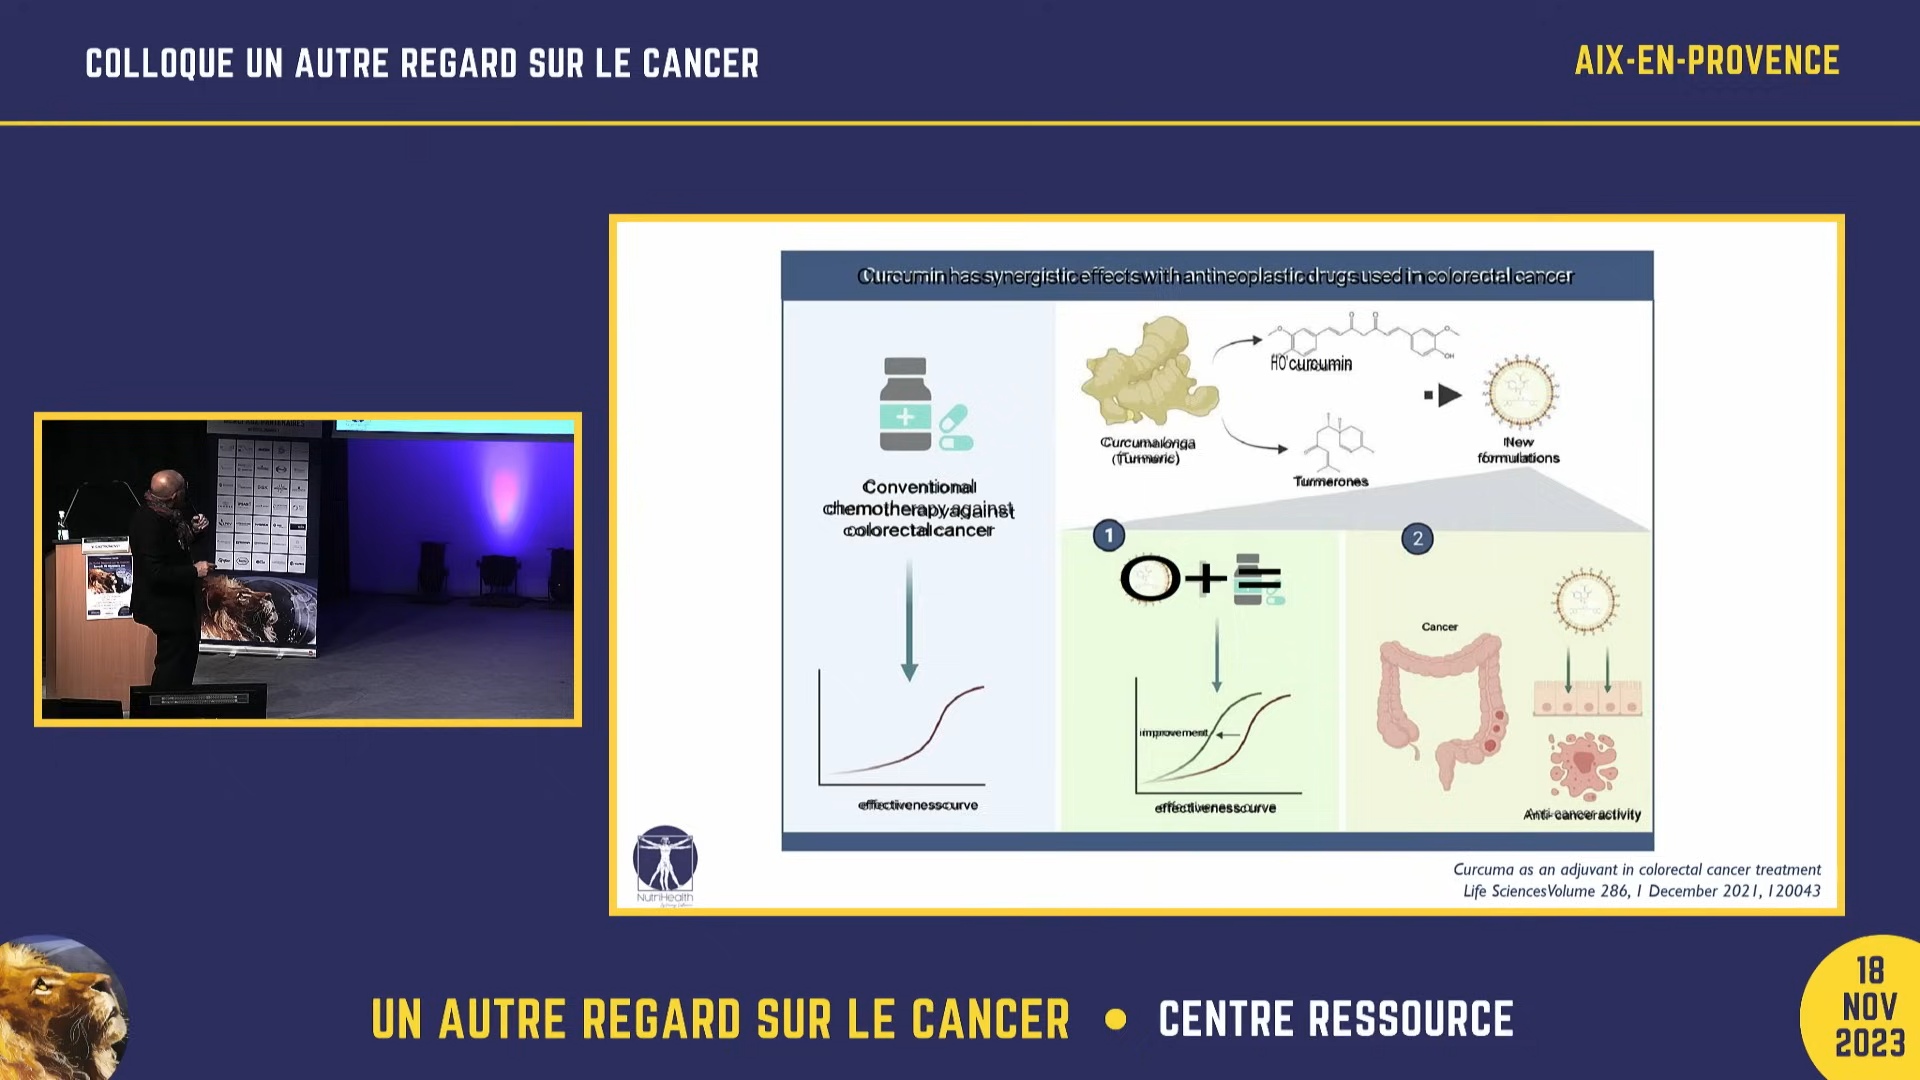 COLLOQUE UN AUTRE REGARD SUR LE CANCER
AIX-EN-PROVENCE
Curcumin has synergistic effects with antineoplastic drugs used in colorectal cancer
Conventional
chemotherapy against
colorectal cancer
effectiveness curve
Curcuma longa
(Turmeric)
HO
OH
curcumin
Turmerones
New
formulations
1
O+=
improvement
effectiveness curve
2
Cancer
Anti-cancer activity
NutriHealth
Curcuma as an adjuvant in colorectal cancer treatment
Life SciencesVolume 286, 1 December 2021, 120043
UN AUTRE REGARD SUR LE CANCER • CENTRE RESSOURCE
18
NOV
2023